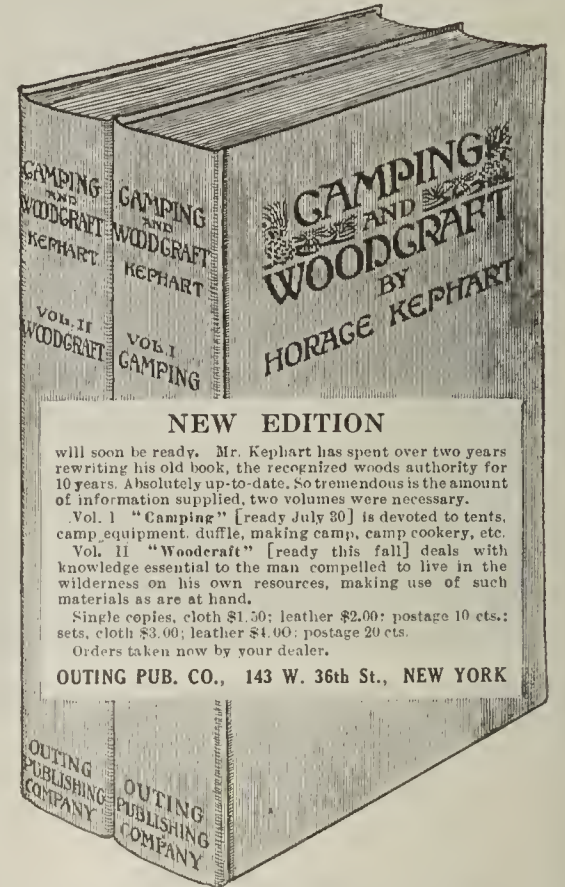 CAMPING
AND
WOODCRAFT
KEPHART
VOL. II
WOODCRAFT
CAMPING
AND
WOODCRAFT
KEPHART
VOL. I
CAMPING
CAMPING
AND
WOODCRAFT
BY
HORACE KEPHART
NEW EDITION
will soon be ready. Mr. Kephart has spent over two years
rewriting his old book, the recognized woods authority for
10 years. Absolutely up-to-date. So tremendous is the amount
of information supplied, two volumes were necessary.
Vol. I "Camping" [ready July 30] is devoted to tents,
camp equipment. duffle, making camp, camp cookery, etc.
Vol. II "Woodcraft" [ready this fall] deals with
knowledge essential to the man compelled to live in the
wilderness on his own resources, making use of such
materials as are at hand.
Single copies, cloth $1.50; leather $2.00: postage 10 cts.:
sets, cloth $3.00; leather $4.00; postage 20 cts.
Orders taken now by your dealer.
OUTING PUB. CO., 143 W. 36th St., NEW YORK
OUTING
PUBLISHING
COMPANY
OUTING
PUBLISHING
COMPANY